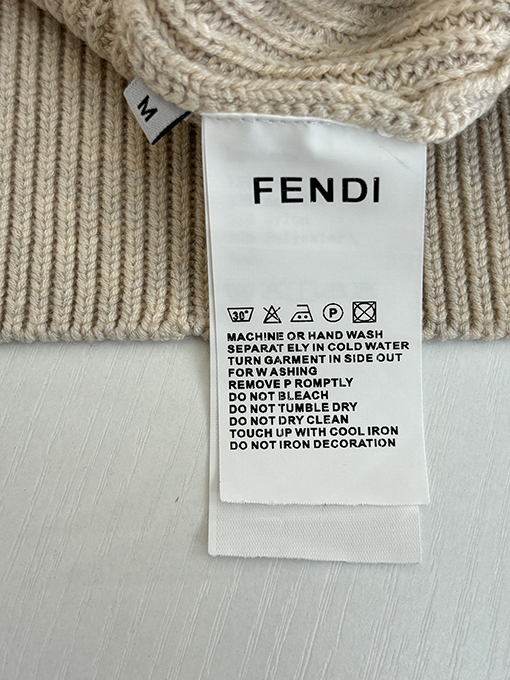 M
FENDI
30°
P
MACHINE OR HAND WASH
SEPARAT ELY IN COLD WATER
TURN GARMENT IN SIDE OUT
FOR W ASHING
REMOVE P ROMPTLY
DO NOT BLEACH
DO NOT TUMBLE DRY
DO NOT DRY CLEAN
TOUCH UP WITH COOL IRON
DO NOT IRON DECORATION